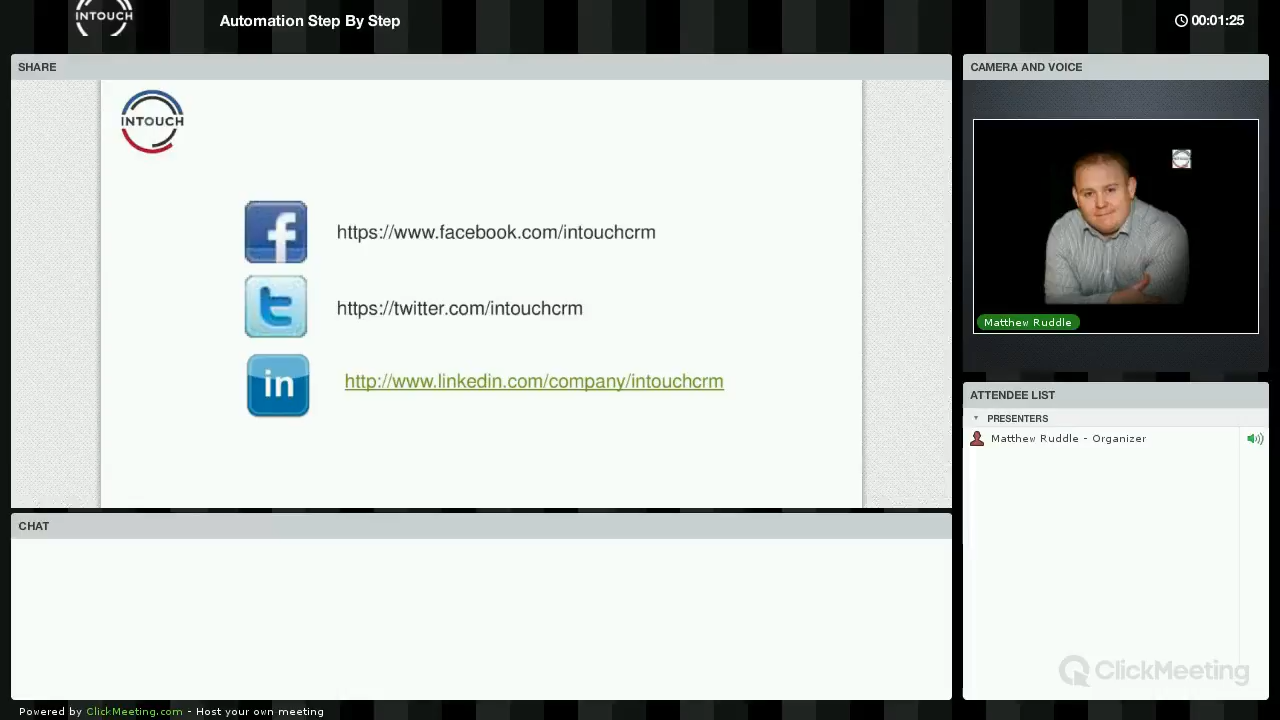 INTOUCH
Automation Step By Step
00:01:25
SHARE
INTOUCH
https://www.facebook.com/intouchcrm
https://twitter.com/intouchcrm
in
http://www.linkedin.com/company/intouchcrm
CHAT
CAMERA AND VOICE
Matthew Ruddle
ATTENDEE LIST
PRESENTERS
Matthew Ruddle - Organizer
ClickMeeting
Powered by ClickMeeting.com - Host your own meeting